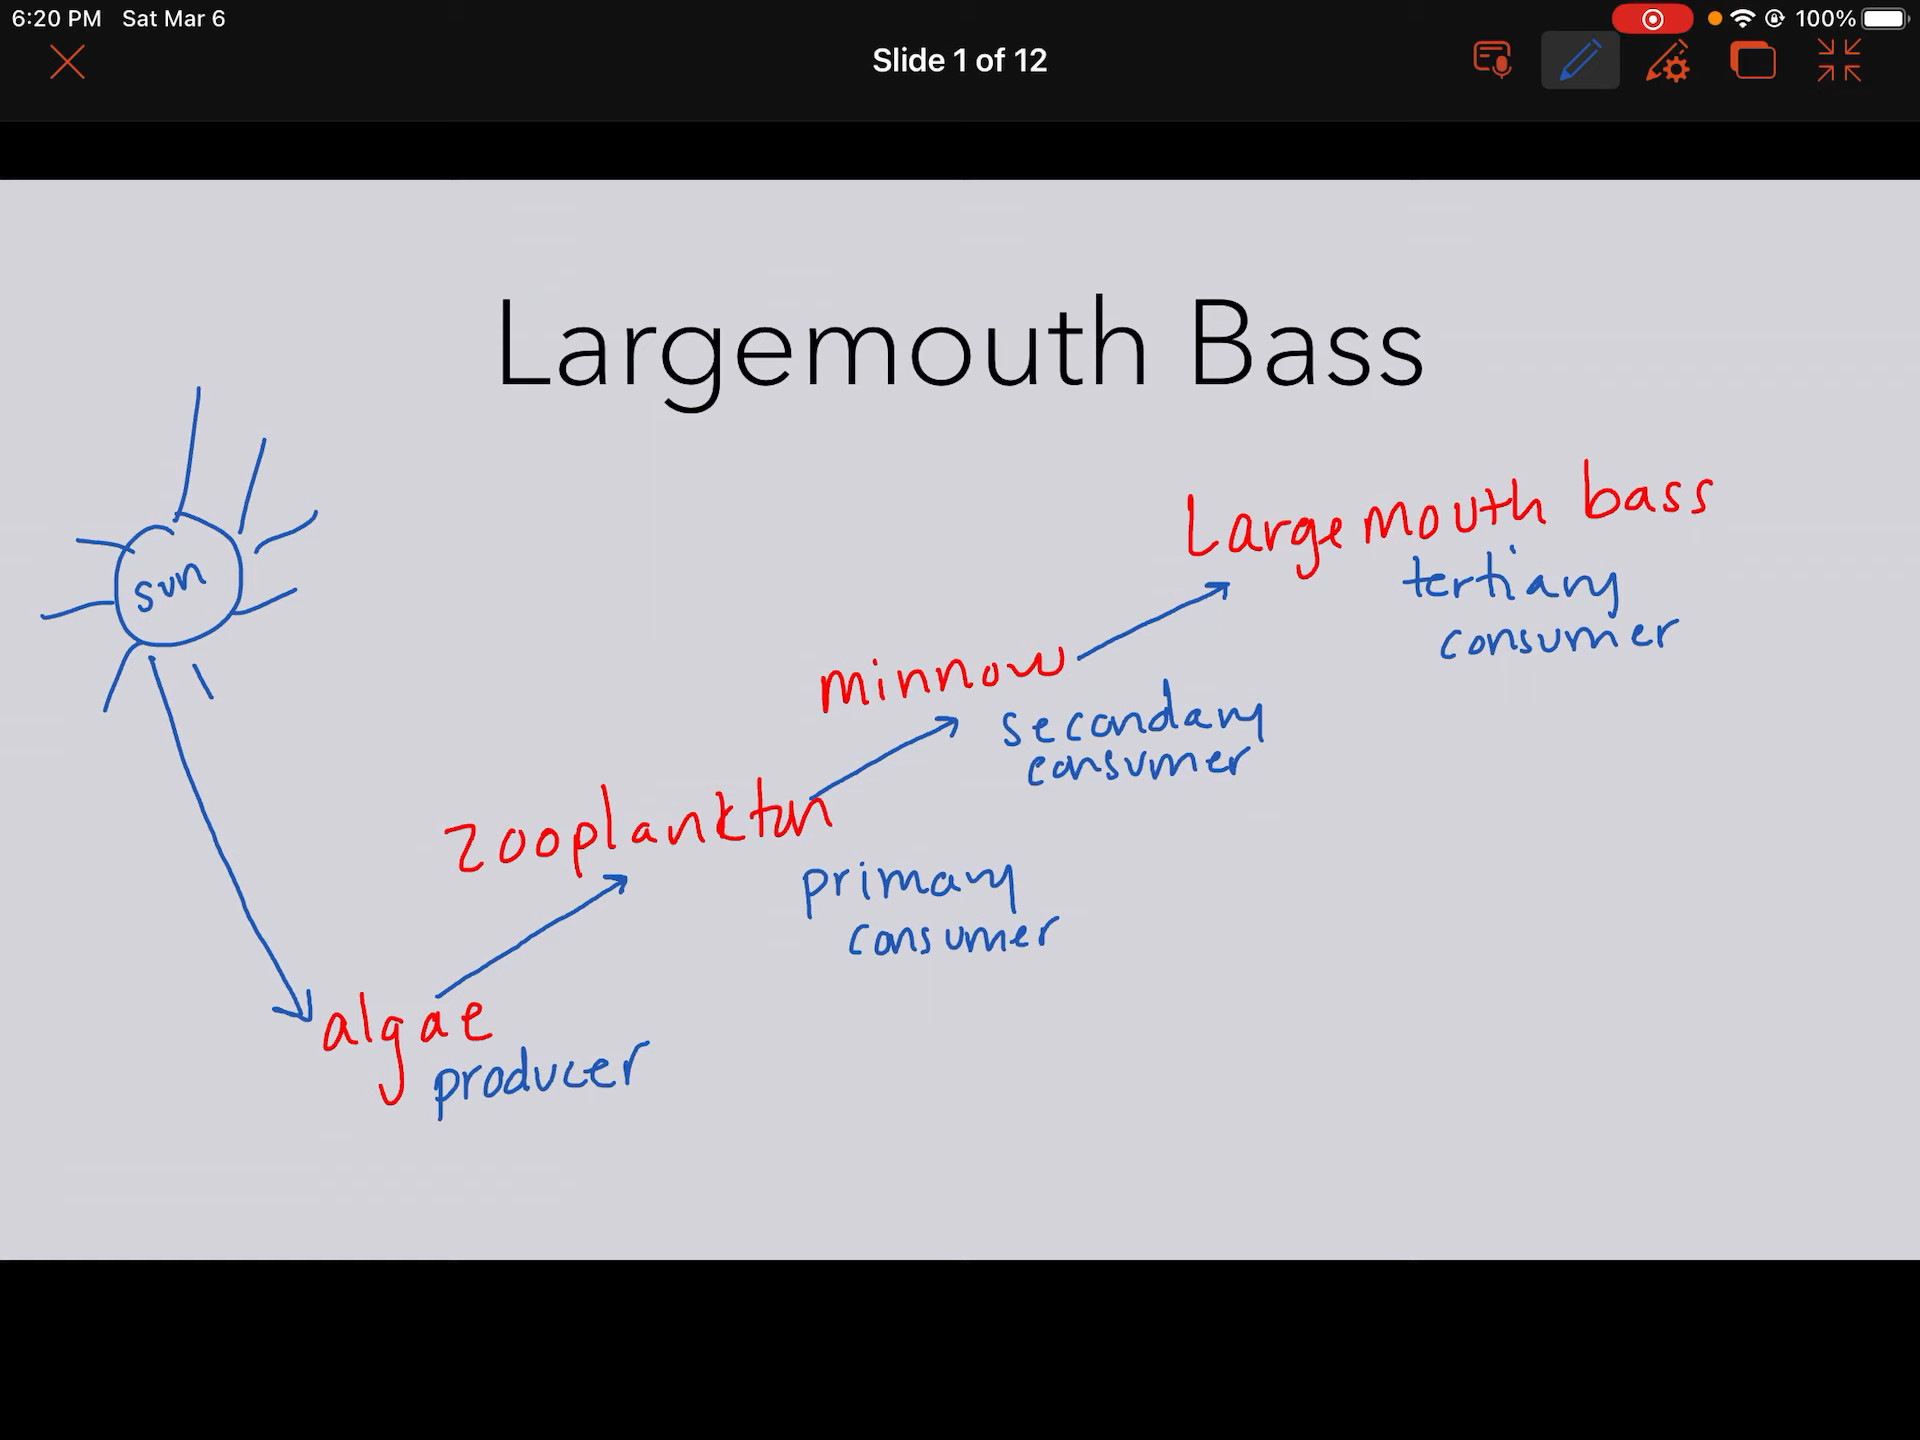 6:20 PM Sat Mar 6
100%
Slide 1 of 12
Largemouth Bass
sun
Largemouth bass
tertiary
consumer
minnow
secondary
consumer
zooplankton
primary
consumer
algae
producer